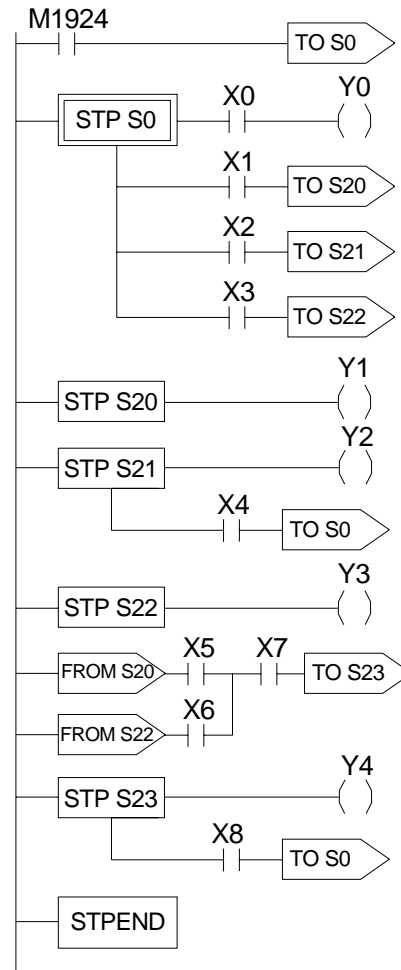 M1924
TO S0
STP S0 X0 Y0
X1
TO S20
X2
TO S21
X3
TO S22
STP S20 Y1
STP S21 Y2
X4
TO S0
STP S22 Y3
FROM S20 X5 X7 TO S23
FROM S22 X6
STP S23 Y4
X8
TO S0
STPEND